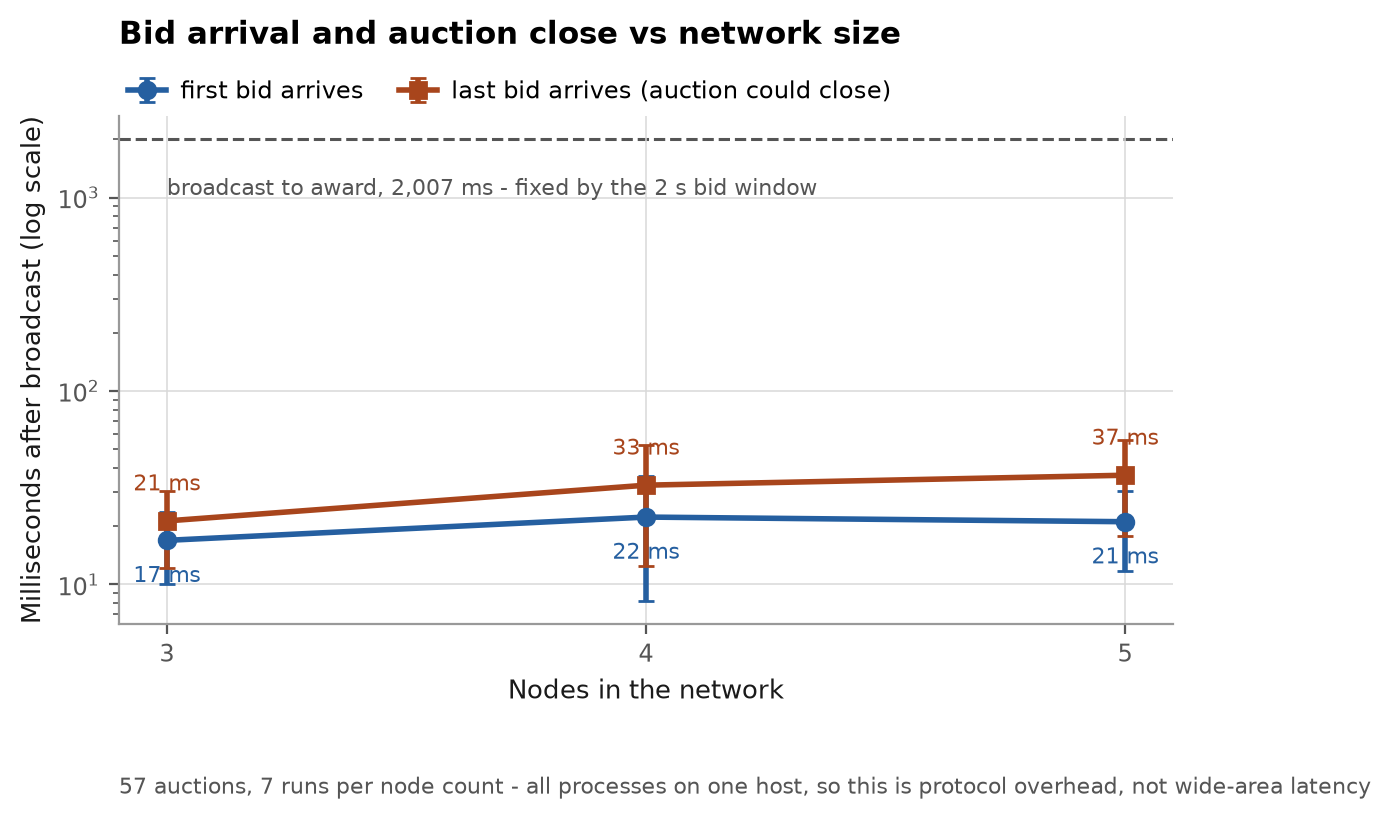 Bid arrival and auction close vs network size
first bid arrives
last bid arrives (auction could close)
Milliseconds after broadcast (log scale)
broadcast to award, 2,007 ms - fixed by the 2 s bid window
10³
10²
10¹
21 ms
33 ms
37 ms
17 ms
22 ms
21 ms
3
4
5
Nodes in the network
57 auctions, 7 runs per node count - all processes on one host, so this is protocol overhead, not wide-area latency